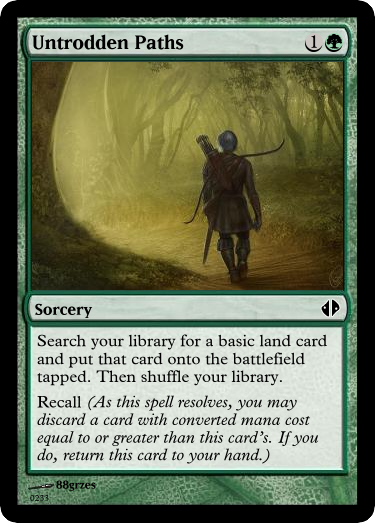 Untrodden Paths 1
Sorcery
Search your library for a basic land card
and put that card onto the battlefield
tapped. Then shuffle your library.
Recall (As this spell resolves, you may
discard a card with converted mana cost
equal to or greater than this card's. If you
do, return this card to your hand.)
88grzes
0233